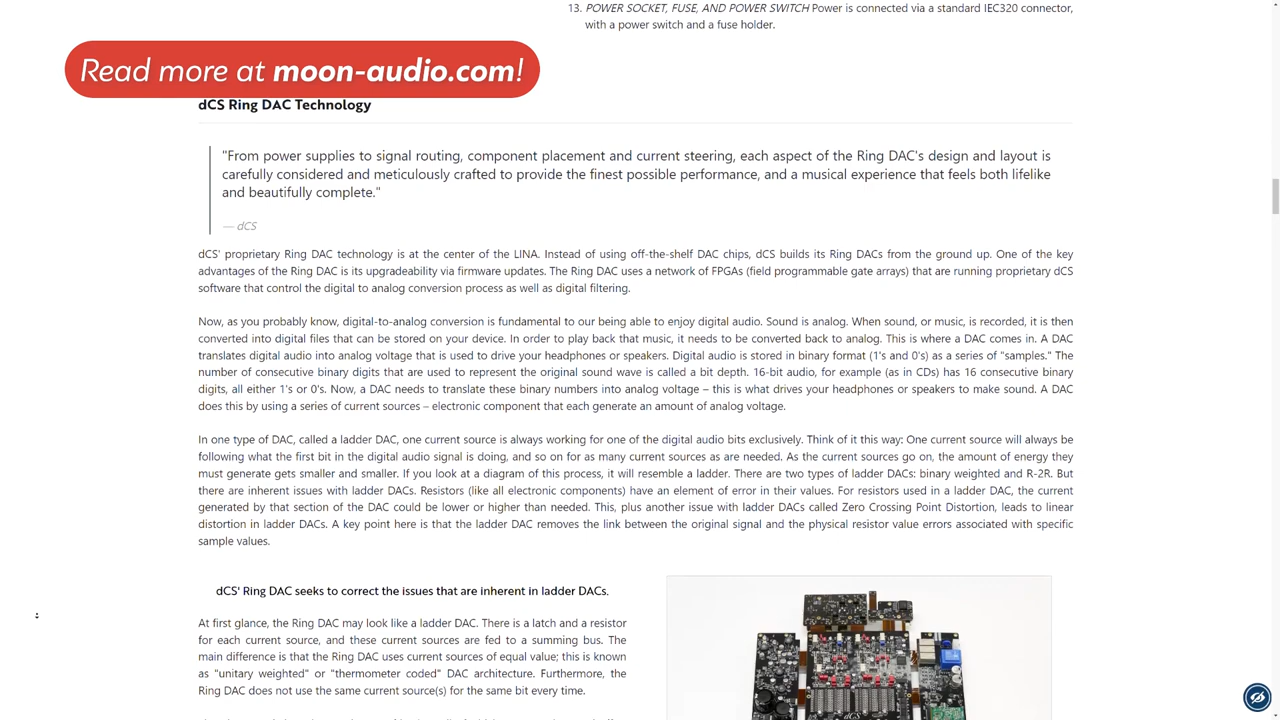 13. POWER SOCKET, FUSE, AND POWER SWITCH Power is connected via a standard IEC320 connector,
with a power switch and a fuse holder.
Read more at moon-audio.com!
dCS Ring DAC Technology
"From power supplies to signal routing, component placement and current steering, each aspect of the Ring DAC's design and layout is
carefully considered and meticulously crafted to provide the finest possible performance, and a musical experience that feels both lifelike
and beautifully complete."
— dCS
dCS' proprietary Ring DAC technology is at the center of the LINA. Instead of using off-the-shelf DAC chips, dCS builds its Ring DACs from the ground up. One of the key
advantages of the Ring DAC is its upgradeability via firmware updates. The Ring DAC uses a network of FPGAs (field programmable gate arrays) that are running proprietary dCS
software that control the digital to analog conversion process as well as digital filtering.
Now, as you probably know, digital-to-analog conversion is fundamental to our being able to enjoy digital audio. Sound is analog. When sound, or music, is recorded, it is then
converted into digital files that can be stored on your device. In order to play back that music, it needs to be converted back to analog. This is where a DAC comes in. A DAC
translates digital audio into analog voltage that is used to drive your headphones or speakers. Digital audio is stored in binary format (1's and 0's) as a series of "samples." The
number of consecutive binary digits that are used to represent the original sound wave is called a bit depth. 16-bit audio, for example (as in CDs) has 16 consecutive binary
digits, all either 1's or 0's. Now, a DAC needs to translate these binary numbers into analog voltage – this is what drives your headphones or speakers to make sound. A DAC
does this by using a series of current sources – electronic component that each generate an amount of analog voltage.
In one type of DAC, called a ladder DAC, one current source is always working for one of the digital audio bits exclusively. Think of it this way: One current source will always be
following what the first bit in the digital audio signal is doing, and so on for as many current sources as are needed. As the current sources go on, the amount of energy they
must generate gets smaller and smaller. If you look at a diagram of this process, it will resemble a ladder. There are two types of ladder DACs: binary weighted and R-2R. But
there are inherent issues with ladder DACs. Resistors (like all electronic components) have an element of error in their values. For resistors used in a ladder DAC, the current
generated by that section of the DAC could be lower or higher than needed. This, plus another issue with ladder DACs called Zero Crossing Point Distortion, leads to linear
distortion in ladder DACs. A key point here is that the ladder DAC removes the link between the original signal and the physical resistor value errors associated with specific
sample values.
dCS' Ring DAC seeks to correct the issues that are inherent in ladder DACs.
At first glance, the Ring DAC may look like a ladder DAC. There is a latch and a resistor
for each current source, and these current sources are fed to a summing bus. The
main difference is that the Ring DAC uses current sources of equal value; this is known
as "unitary weighted" or "thermometer coded" DAC architecture. Furthermore, the
Ring DAC does not use the same current source(s) for the same bit every time.
dCS